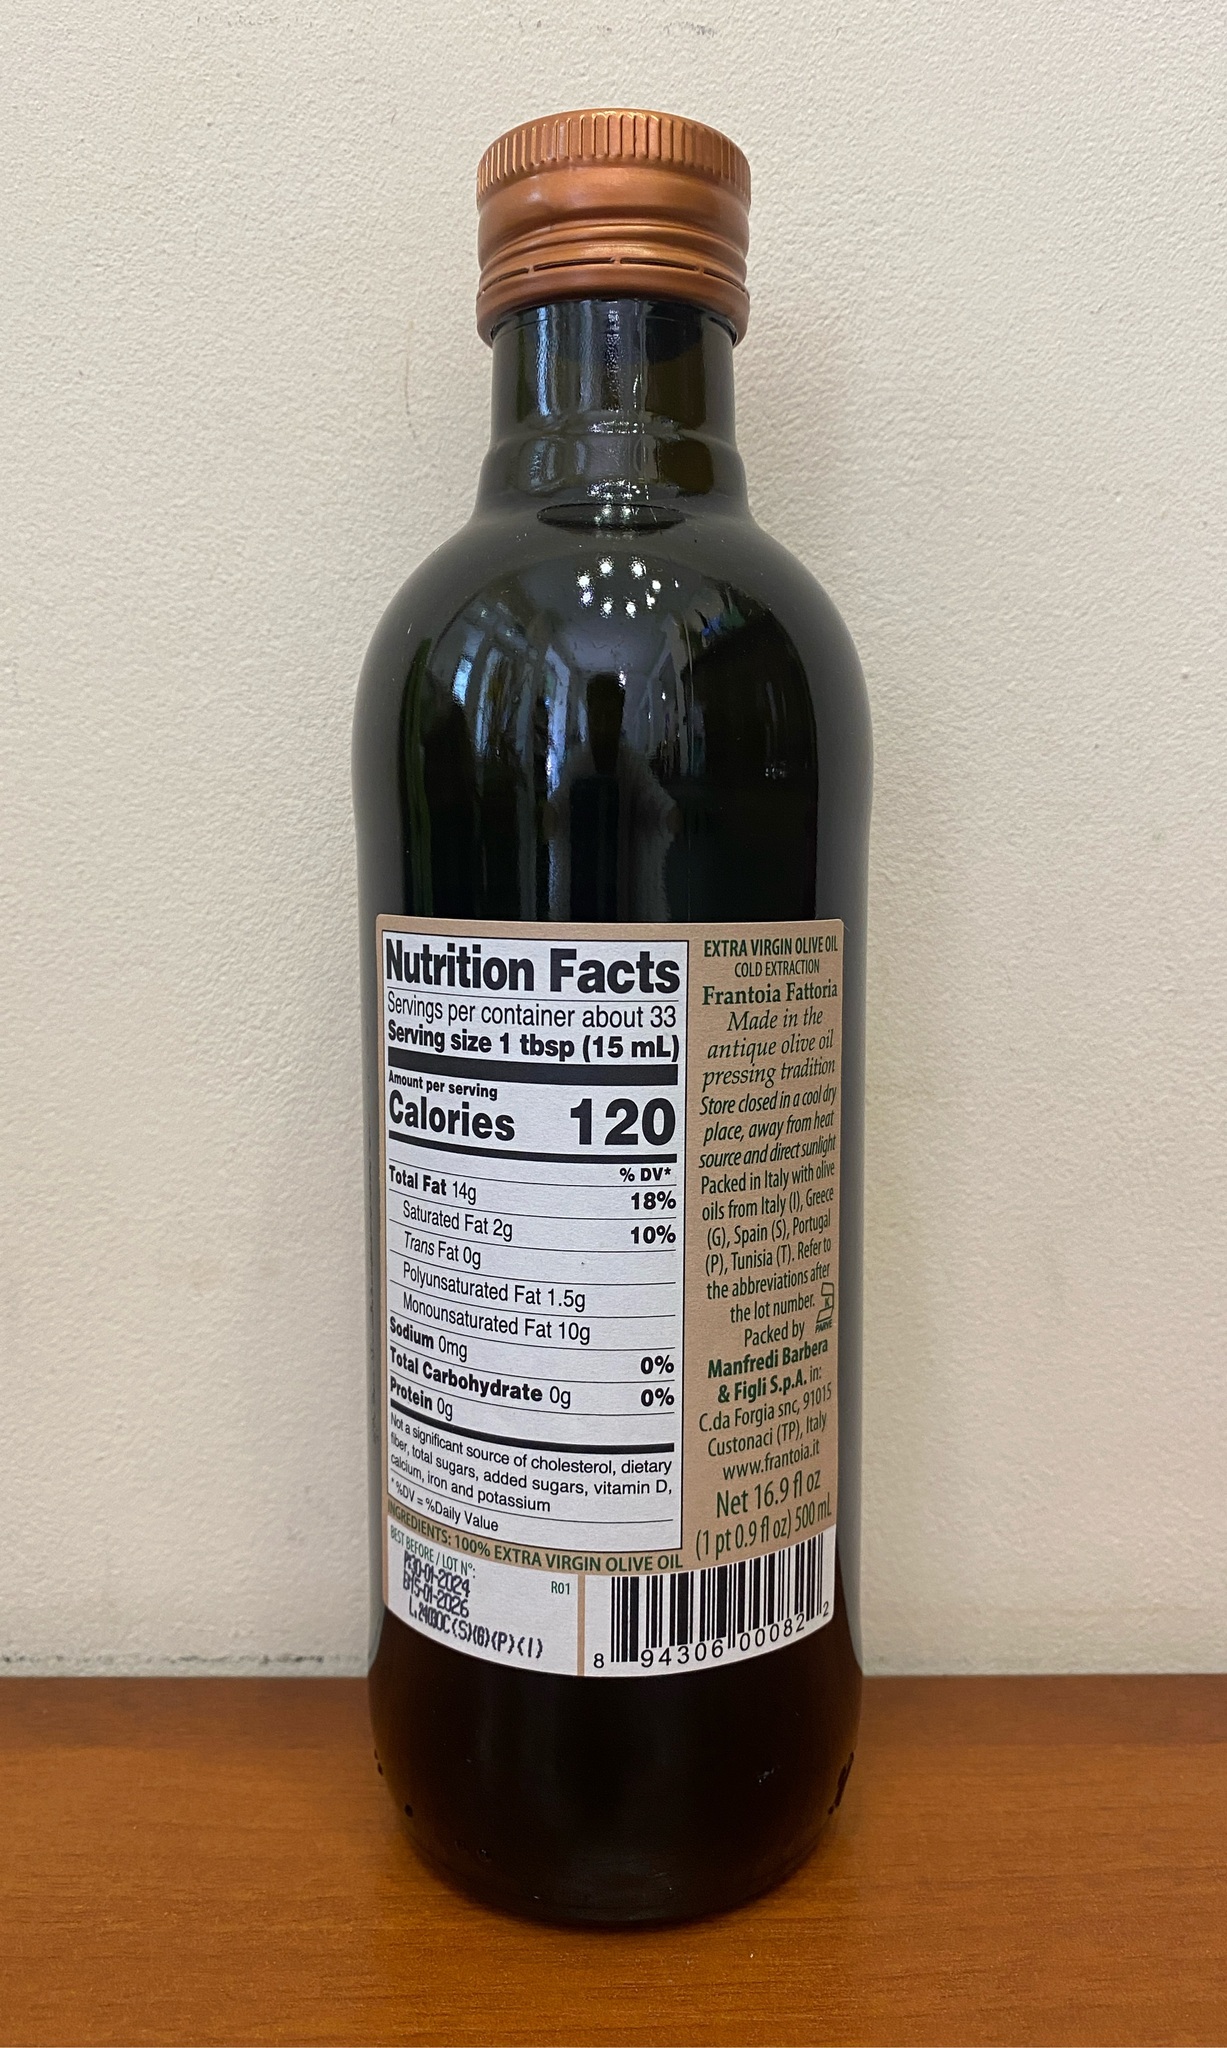 Nutrition Facts
Servings per container about 33
Serving size 1 tbsp (15 mL)
Amount per serving
Calories 120
% DV*
Total Fat 14g 18%
Saturated Fat 2g 10%
Trans Fat 0g
Polyunsaturated Fat 1.5g
Monounsaturated Fat 10g
Sodium 0mg 0%
Total Carbohydrate 0g 0%
Protein 0g
Not a significant source of cholesterol, dietary
fiber, total sugars, added sugars, vitamin D,
calcium, iron and potassium
* %DV = %Daily Value
INGREDIENTS: 100% EXTRA VIRGIN OLIVE OIL
BEST BEFORE / LOT N°:
P30-01-2024
B15-01-2026
(S)(G)(P)(I)
R01
EXTRA VIRGIN OLIVE OIL
COLD EXTRACTION
Frantoia Fattoria
Made in the
antique olive oil
pressing tradition
Store closed in a cool dry
place, away from heat
source and direct sunlight
Packed in Italy with olive
oils from Italy (I), Greece
(G), Spain (S), Portugal
(P), Tunisia (T). Refer to
the abbreviations after
the lot number.
K
PARVE
Packed by
Manfredi Barbera
& Figli S.p.A. in:
C.da Forgia snc, 91015
Custonaci (TP), Italy
www.frantoia.it
Net 16.9 fl oz
(1 pt 0.9 fl oz) 500 mL
8 94306 00082 2